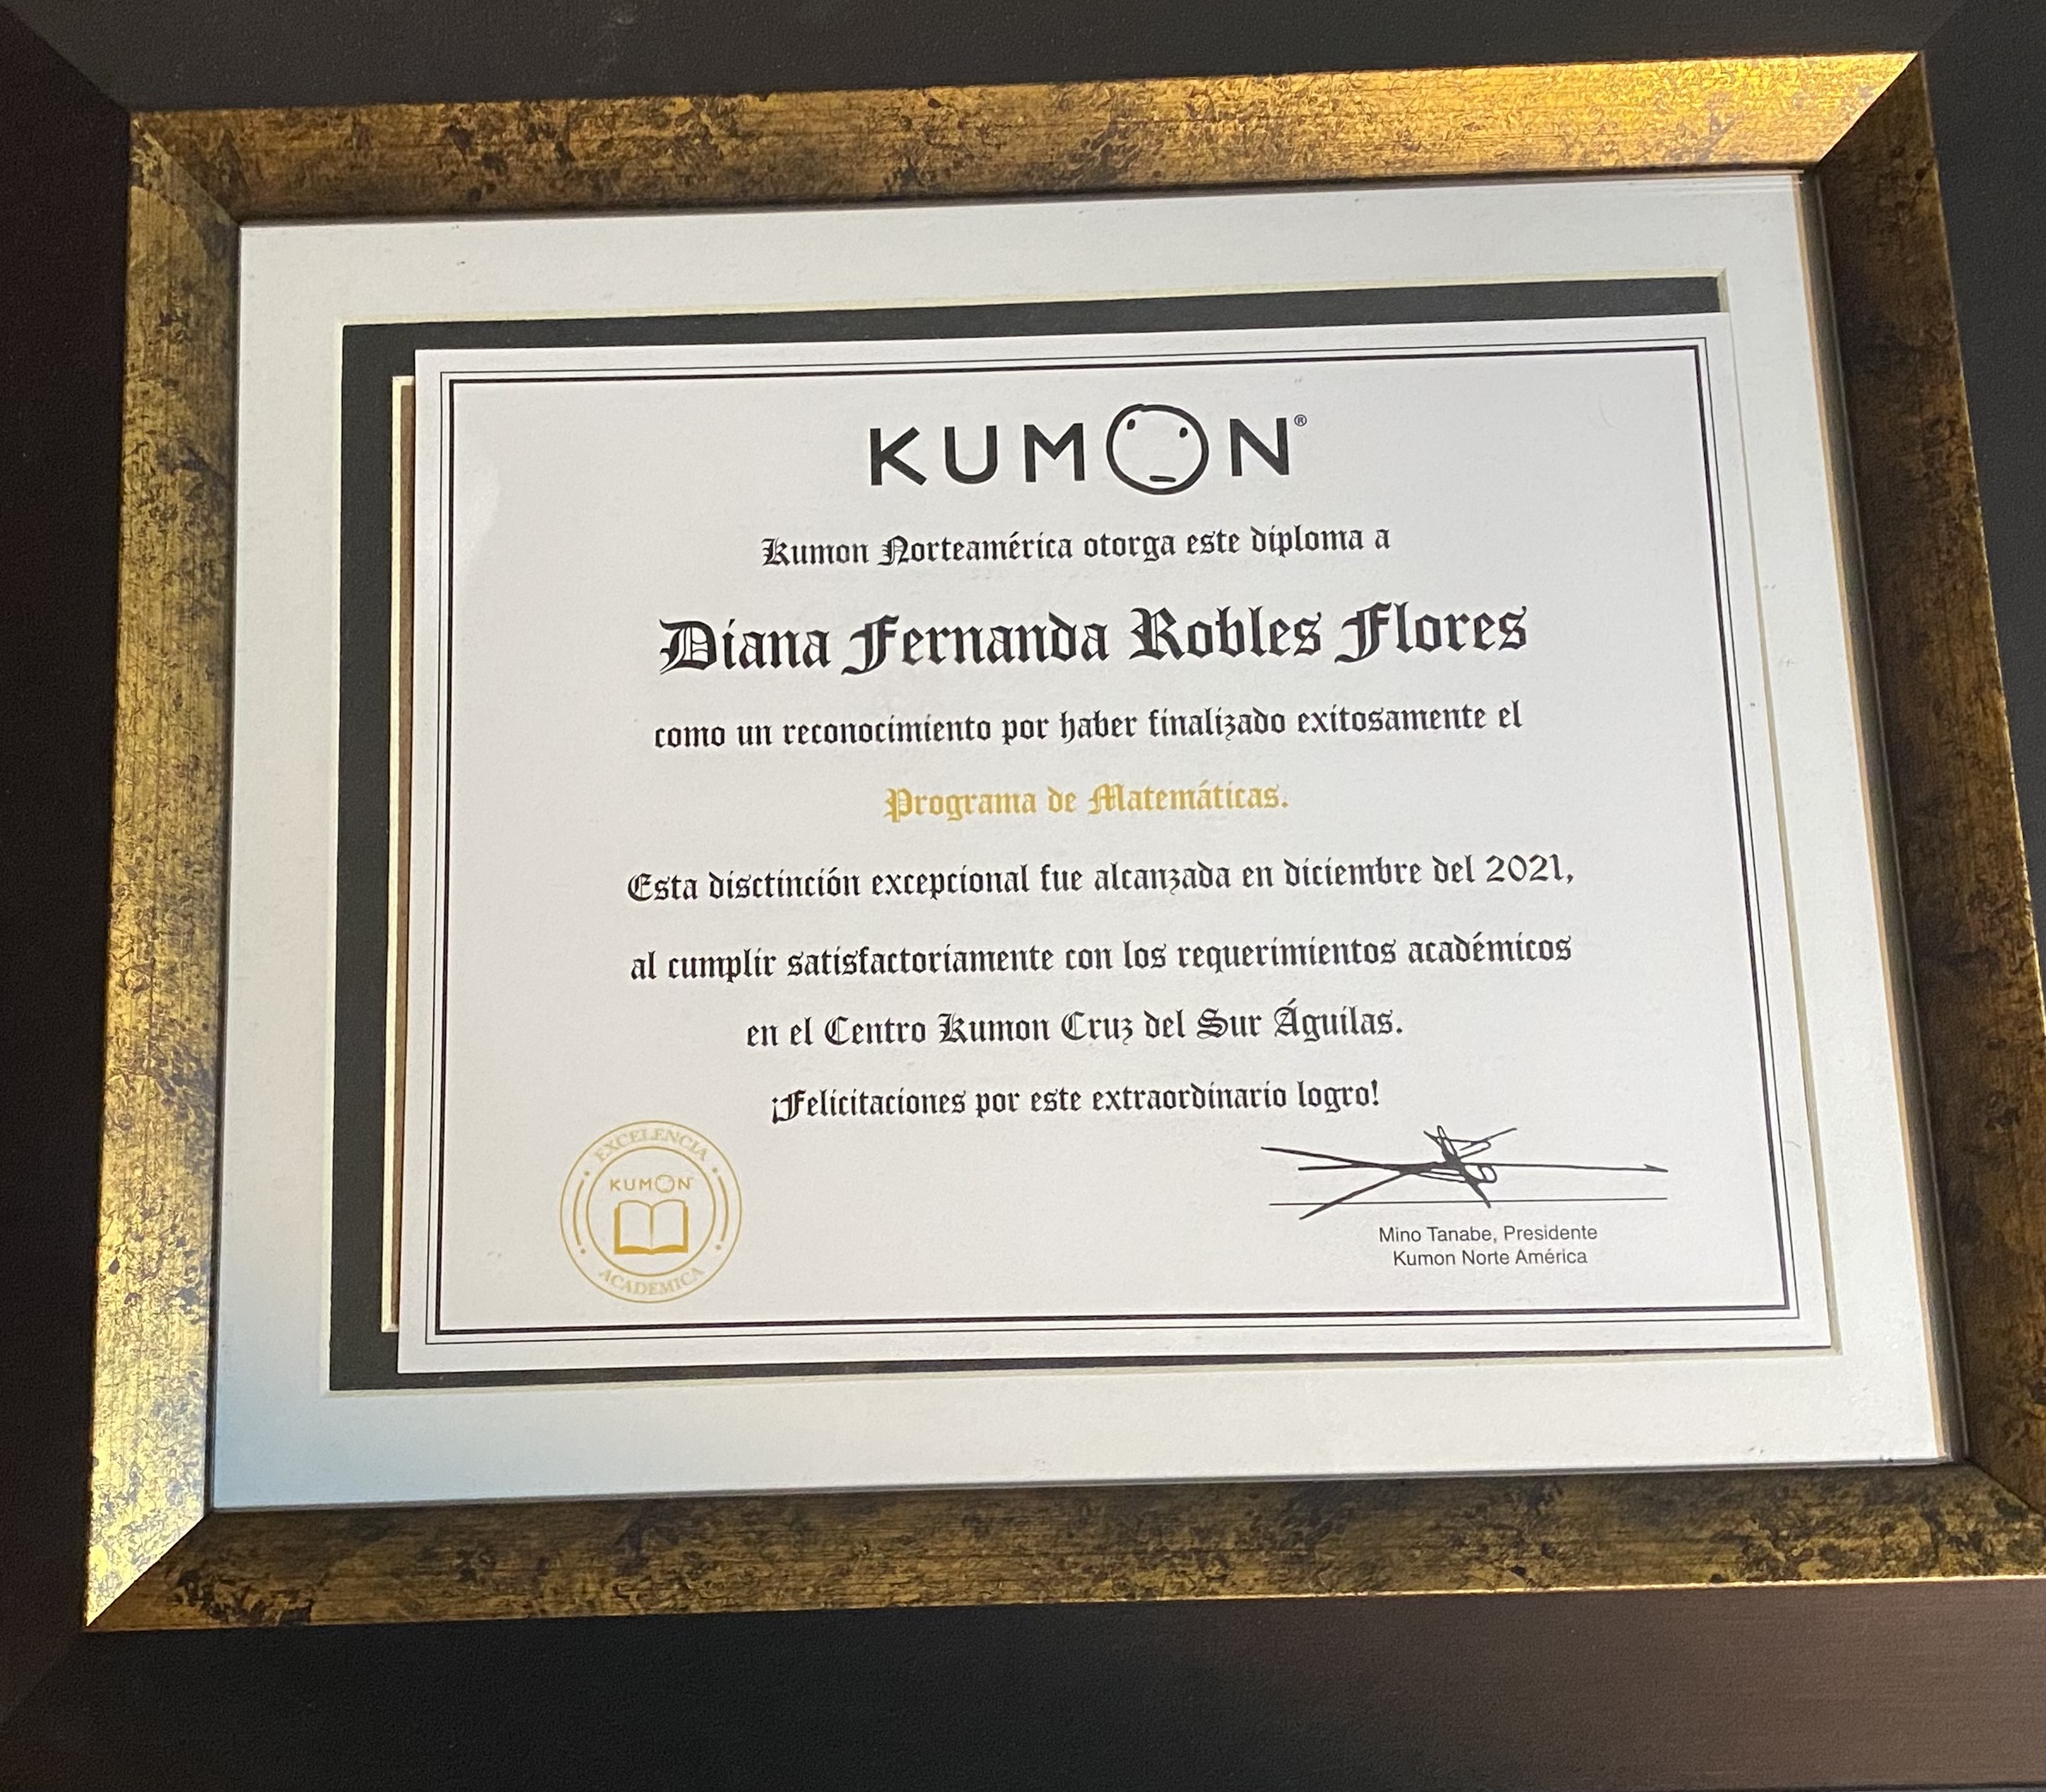 KUMON®
Kumon Norteamérica otorga este diploma a
Diana Fernanda Robles Flores
como un reconocimiento por haber finalizado exitosamente el
Programa de Matemáticas.
Esta disctinción excepcional fue alcanzada en diciembre del 2021,
al cumplir satisfactoriamente con los requerimientos académicos
en el Centro Kumon Cruz del Sur Águilas.
¡Felicitaciones por este extraordinario logro!
EXCELENCIA
KUMON
ACADÉMICA
Mino Tanabe, Presidente
Kumon Norte América